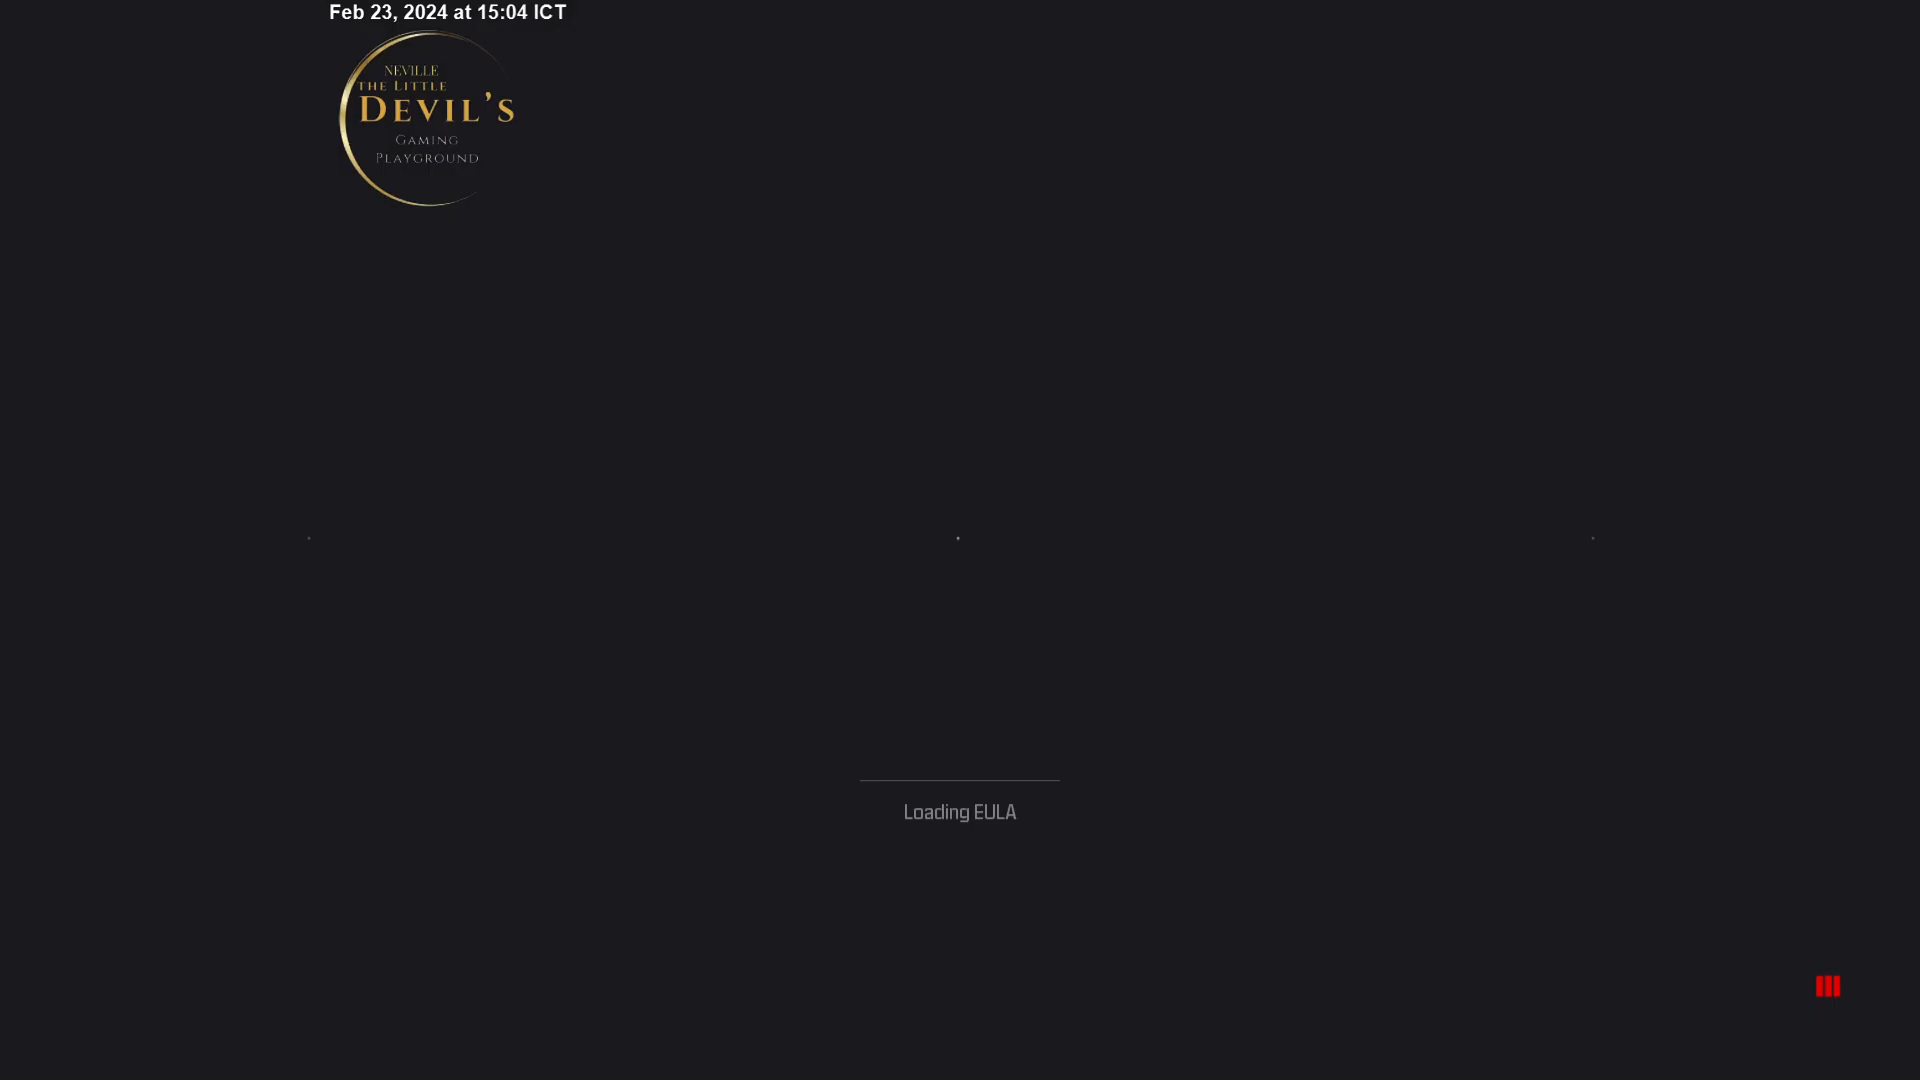 Feb 23, 2024 at 15:04 ICT
NEVILLE
THE LITTLE
DEVIL'S
GAMING
PLAYGROUND
Loading EULA